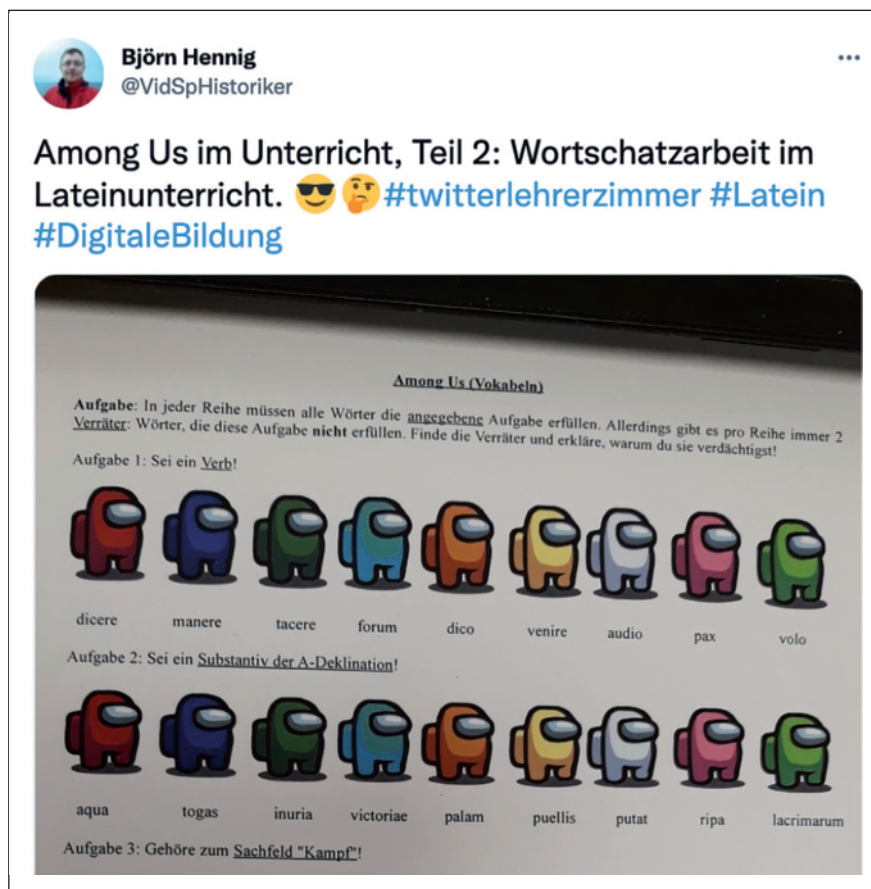 Björn Hennig
@VidSpHistoriker
Among Us im Unterricht, Teil 2: Wortschatzarbeit im
Lateinunterricht. 😎🤔#twitterlehrerzimmer #Latein
#DigitaleBildung
Among Us (Vokabeln)
Aufgabe: In jeder Reihe müssen alle Wörter die angegebene Aufgabe erfüllen. Allerdings gibt es pro Reihe immer 2
Verräter: Wörter, die diese Aufgabe nicht erfüllen. Finde die Verräter und erkläre, warum du sie verdächtigst!
Aufgabe 1: Sei ein Verb!
dicere manere tacere forum dico venire audio pax volo
Aufgabe 2: Sei ein Substantiv der A-Deklination!
aqua togas inuria victoriae palam puellis putat ripa lacrimarum
Aufgabe 3: Gehöre zum Sachfeld "Kampf"!